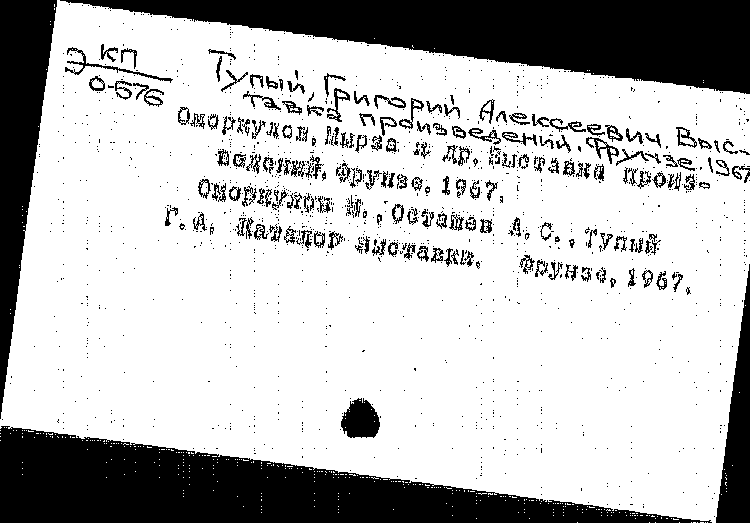 Э КП
0-676
Тупый, Григорий Алексеевич. Выс-
тавка произведений. Фрунзе. 1967
Оморкулов, Мырза и др. Выставка произ-
ведений. Фрунзе, 1967.
Оморкулов М., Осташев А. С., Тупый
Г. А. Каталог выставки. Фрунзе, 1967.